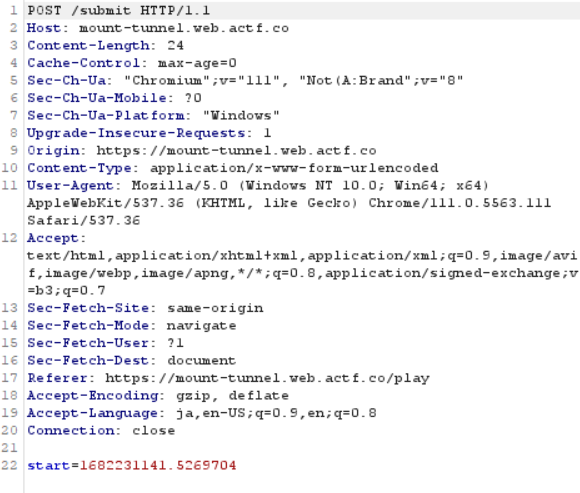 1 POST /submit HTTP/1.1
2 Host: mount-tunnel.web.actf.co
3 Content-Length: 24
4 Cache-Control: max-age=0
5 Sec-Ch-Ua: "Chromium";v="111", "Not(A:Brand";v="8"
6 Sec-Ch-Ua-Mobile: ?0
7 Sec-Ch-Ua-Platform: "Windows"
8 Upgrade-Insecure-Requests: 1
9 Origin: https://mount-tunnel.web.actf.co
10 Content-Type: application/x-www-form-urlencoded
11 User-Agent: Mozilla/5.0 (Windows NT 10.0; Win64; x64)
AppleWebKit/537.36 (KHTML, like Gecko) Chrome/111.0.5563.111
Safari/537.36
12 Accept:
text/html,application/xhtml+xml,application/xml;q=0.9,image/avi
f,image/webp,image/apng,*/*;q=0.8,application/signed-exchange;v
=b3;q=0.7
13 Sec-Fetch-Site: same-origin
14 Sec-Fetch-Mode: navigate
15 Sec-Fetch-User: ?1
16 Sec-Fetch-Dest: document
17 Referer: https://mount-tunnel.web.actf.co/play
18 Accept-Encoding: gzip, deflate
19 Accept-Language: ja,en-US;q=0.9,en;q=0.8
20 Connection: close
21
22 start=1682231141.5269704